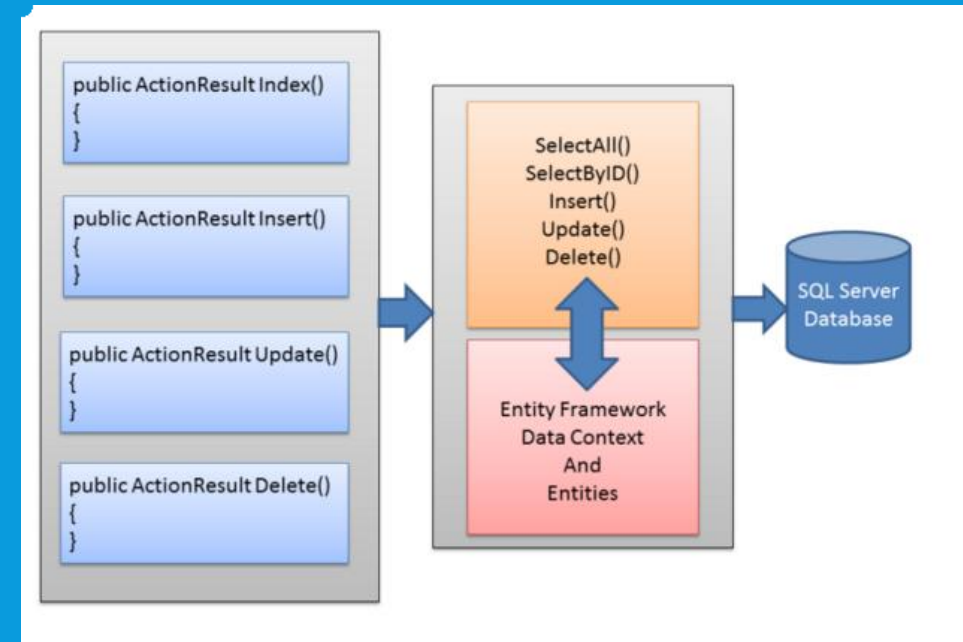 public ActionResult Index()
{
}
public ActionResult Insert()
{
}
public ActionResult Update()
{
}
public ActionResult Delete()
{
}
SelectAll()
SelectByID()
Insert()
Update()
Delete()
Entity Framework
Data Context
And
Entities
SQL Server
Database